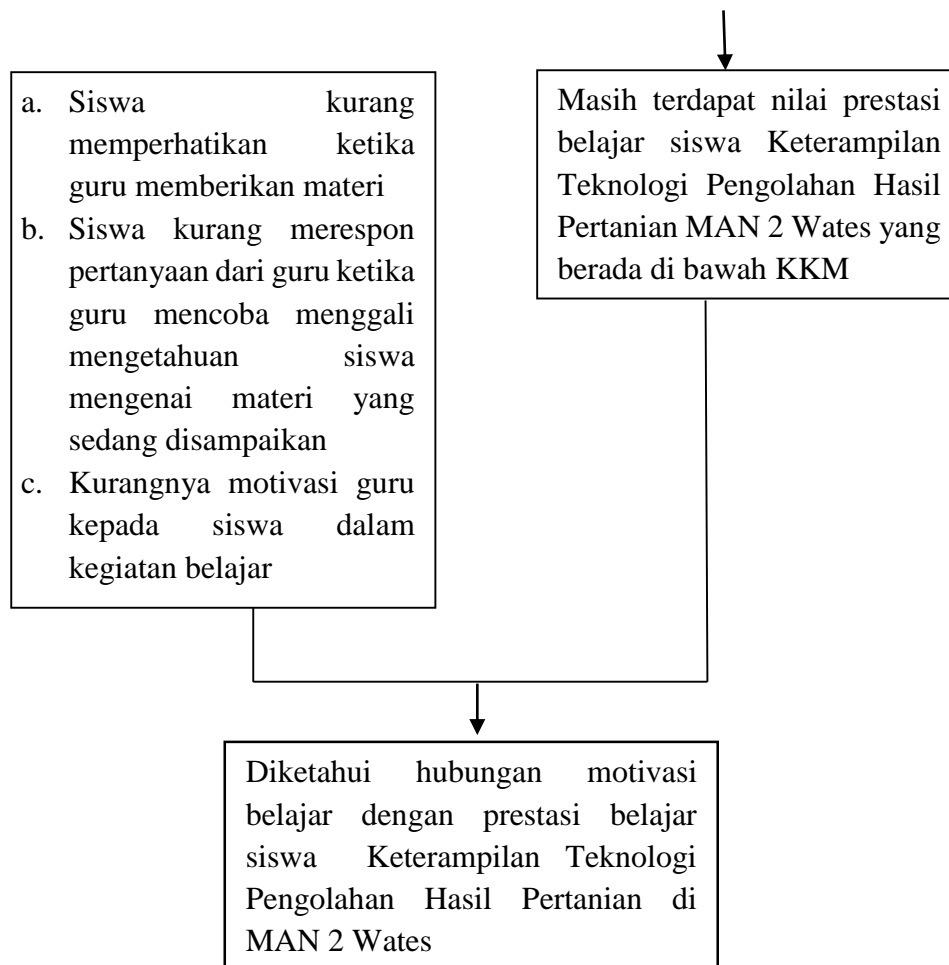 a. Siswa kurang
memperhatikan ketika
guru memberikan materi
b. Siswa kurang merespon
pertanyaan dari guru ketika
guru mencoba menggali
mengetahuan siswa
mengenai materi yang
sedang disampaikan
c. Kurangnya motivasi guru
kepada siswa dalam
kegiatan belajar
Masih terdapat nilai prestasi
belajar siswa Keterampilan
Teknologi Pengolahan Hasil
Pertanian MAN 2 Wates yang
berada di bawah KKM
Diketahui hubungan motivasi
belajar dengan prestasi belajar
siswa Keterampilan Teknologi
Pengolahan Hasil Pertanian di
MAN 2 Wates